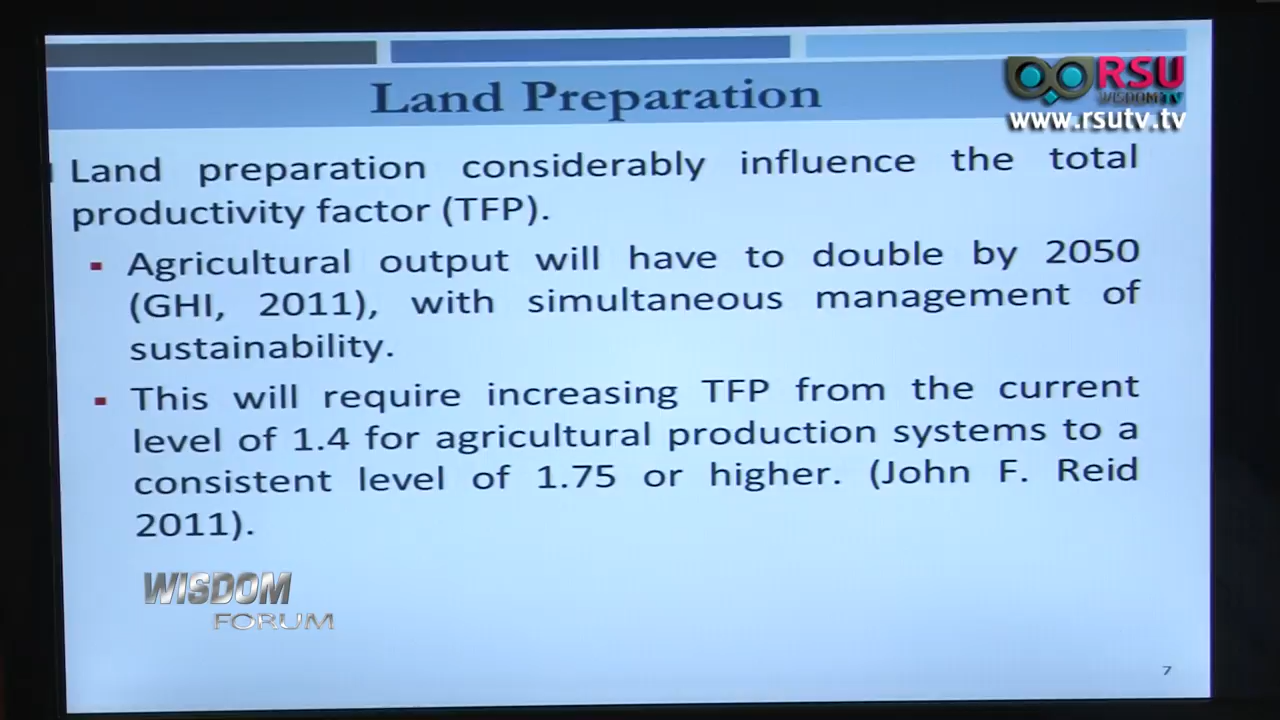 Land Preparation
RSU
WISDOM TV
www.rsutv.tv
Land preparation considerably influence the total
productivity factor (TFP).
Agricultural output will have to double by 2050
(GHI, 2011), with simultaneous management of
sustainability.
This will require increasing TFP from the current
level of 1.4 for agricultural production systems to a
consistent level of 1.75 or higher. (John F. Reid
2011).
WISDOM
FORUM
7